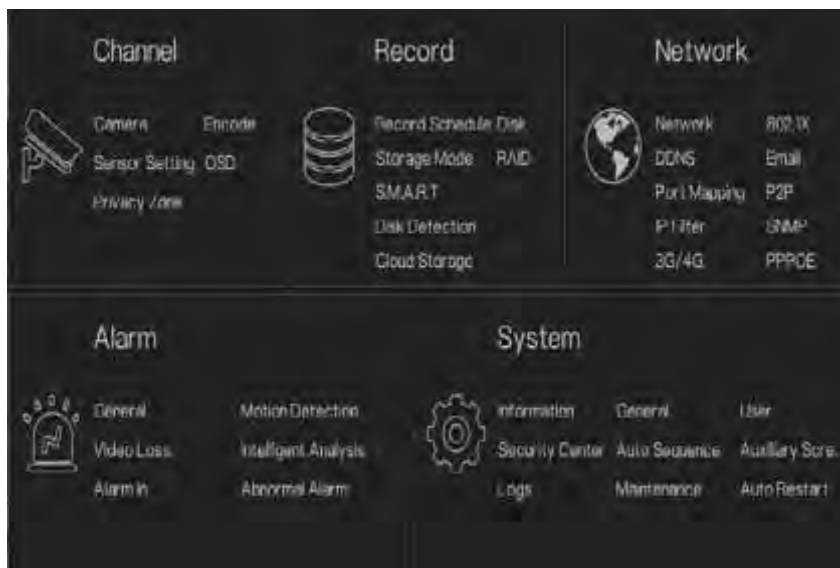 Channel
Camera Encode
Sensor Setting OSD
Privacy Zone
Record
Record Schedule Disk
Storage Mode RAID
S.M.A.R.T
Disk Detection
Cloud Storage
Network
Network 802.1X
DDNS Email
Port Mapping P2P
IP Filter SNMP
3G/4G PPPOE
Alarm
General Motion Detection
Video Loss Intelligent Analysis
Alarm In Abnormal Alarm
System
Information General User
Security Center Auto Sequence Auxiliary Scre.
Logs Maintenance Auto Restart